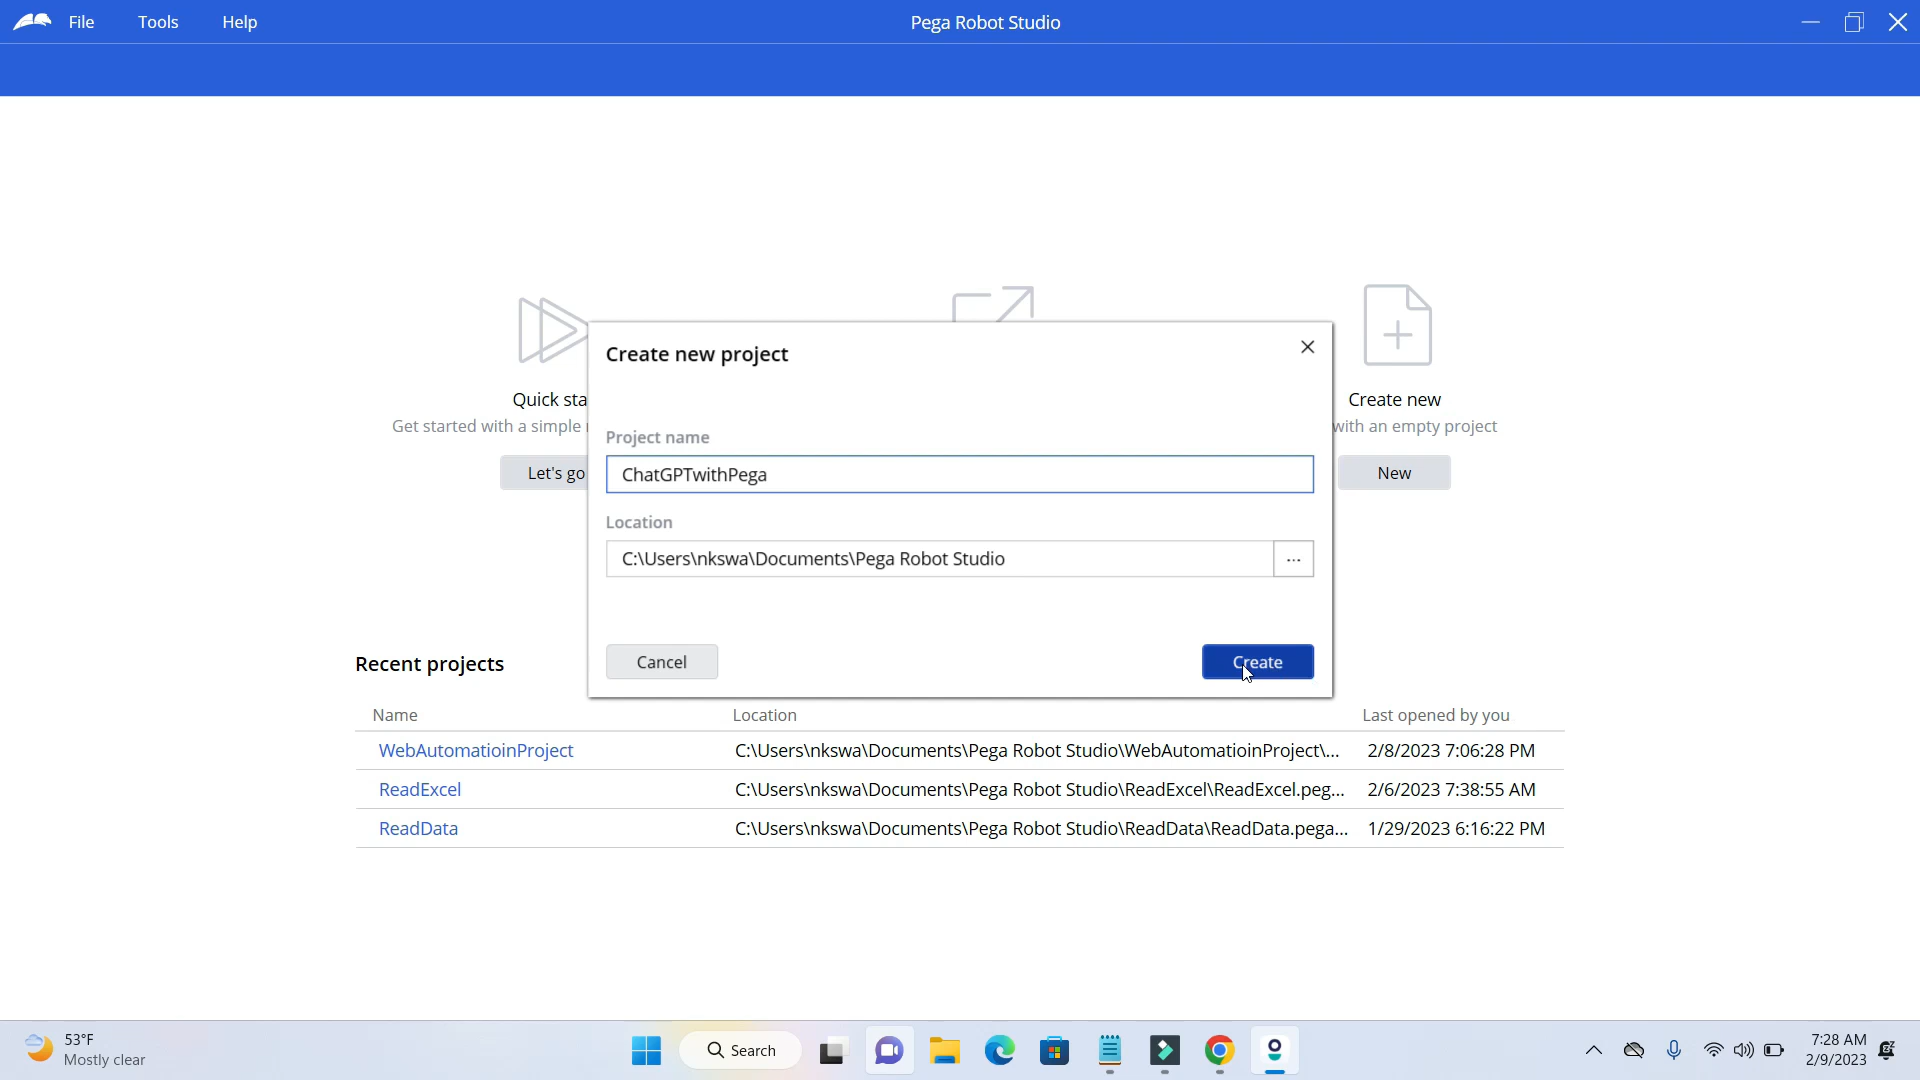 File Tools Help Pega Robot Studio
Create new project
Project name
Quick sta
Create new
Get started with a simple
with an empty project
ChatGPTwithPega
Let's go
New
Location
C:\Users\nkswa\Documents\Pega Robot Studio
...
Cancel
Create
Recent projects
Name Location Last opened by you
WebAutomatioinProject C:\Users\nkswa\Documents\Pega Robot Studio\WebAutomatioinProject\... 2/8/2023 7:06:28 PM
ReadExcel C:\Users\nkswa\Documents\Pega Robot Studio\ReadExcel\ReadExcel.peg... 2/6/2023 7:38:55 AM
ReadData C:\Users\nkswa\Documents\Pega Robot Studio\ReadData\ReadData.pega... 1/29/2023 6:16:22 PM
53°F
Mostly clear
Search
7:28 AM
2/9/2023